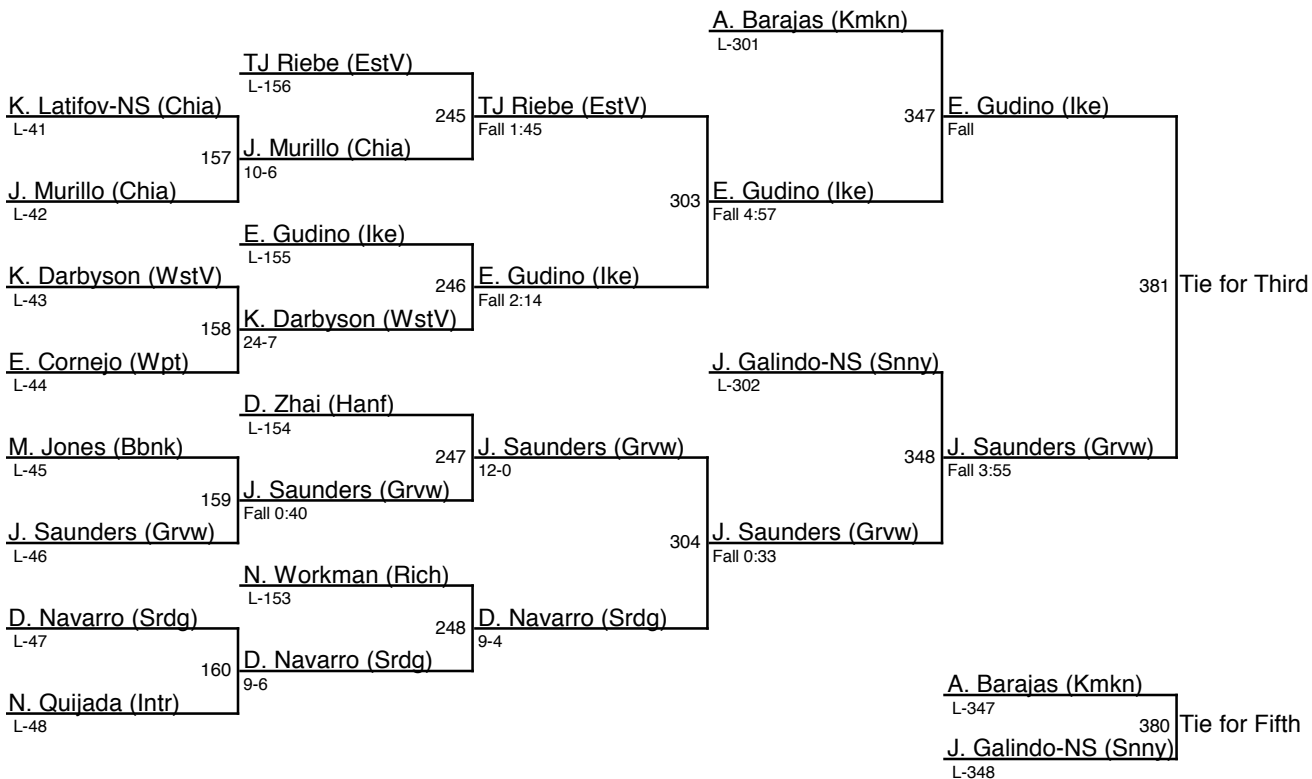 A. Barajas (Kmkn)
L-301
TJ Riebe (EstV)
L-156
K. Latifov-NS (Chia)
L-41
245
TJ Riebe (EstV)
Fall 1:45
347
E. Gudino (Ike)
Fall
157
J. Murillo (Chia)
10-6
J. Murillo (Chia)
L-42
303
E. Gudino (Ike)
Fall 4:57
E. Gudino (Ike)
L-155
K. Darbyson (WstV)
L-43
246
E. Gudino (Ike)
Fall 2:14
381
Tie for Third
158
K. Darbyson (WstV)
24-7
E. Cornejo (Wpt)
L-44
J. Galindo-NS (Snny)
L-302
D. Zhai (Hanf)
L-154
M. Jones (Bbnk)
L-45
247
J. Saunders (Grvw)
12-0
348
J. Saunders (Grvw)
Fall 3:55
159
J. Saunders (Grvw)
Fall 0:40
J. Saunders (Grvw)
L-46
304
J. Saunders (Grvw)
Fall 0:33
N. Workman (Rich)
L-153
D. Navarro (Srdg)
L-47
248
D. Navarro (Srdg)
9-4
160
D. Navarro (Srdg)
9-6
N. Quijada (Intr)
L-48
A. Barajas (Kmkn)
L-347
380
Tie for Fifth
J. Galindo-NS (Snny)
L-348